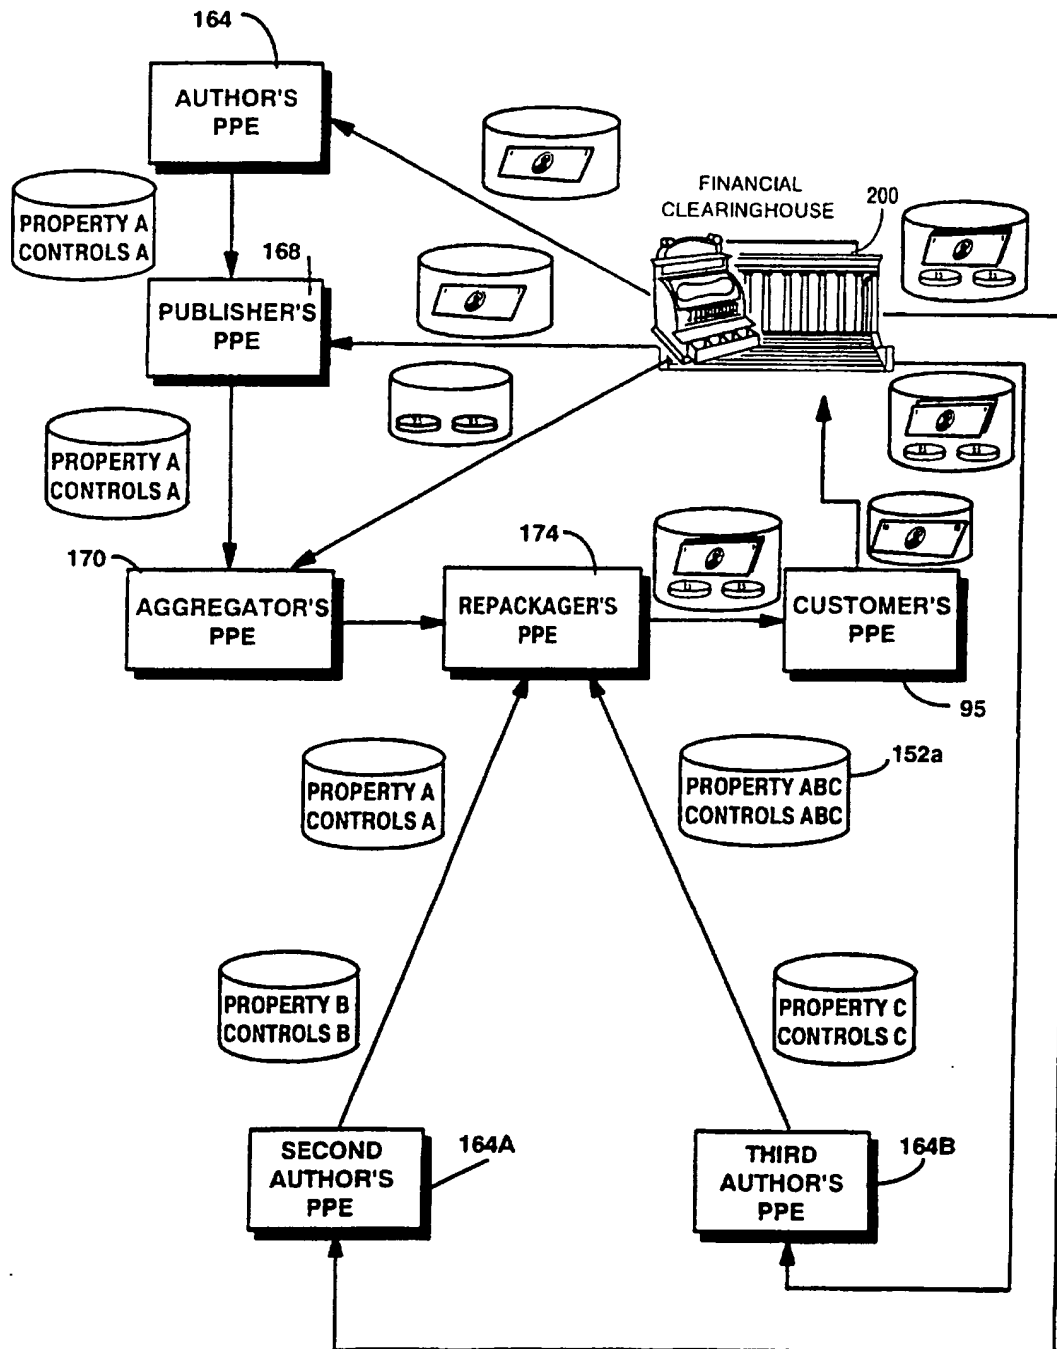 164
AUTHOR'S
PPE
PROPERTY A
CONTROLS A
FINANCIAL
CLEARINGHOUSE
200
168
PUBLISHER'S
PPE
PROPERTY A
CONTROLS A
170
AGGREGATOR'S
PPE
174
REPACKAGER'S
PPE
CUSTOMER'S
PPE
95
PROPERTY A
CONTROLS A
PROPERTY ABC
CONTROLS ABC
152a
PROPERTY B
CONTROLS B
PROPERTY C
CONTROLS C
SECOND
AUTHOR'S
PPE
164A
THIRD
AUTHOR'S
PPE
164B